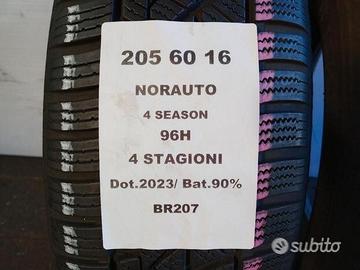 205 60 16
NORAUTO
4 SEASON
96H
4 STAGIONI
Dot.2023/ Bat.90%
BR207
subito